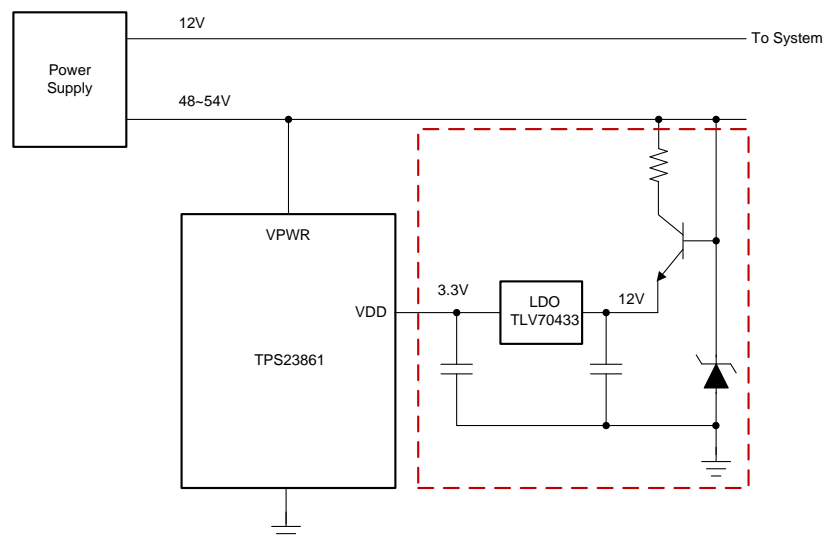 12V
To System
Power
Supply
48~54V
VPWR
3.3V
LDO
TLV70433
12V
VDD
TPS23861